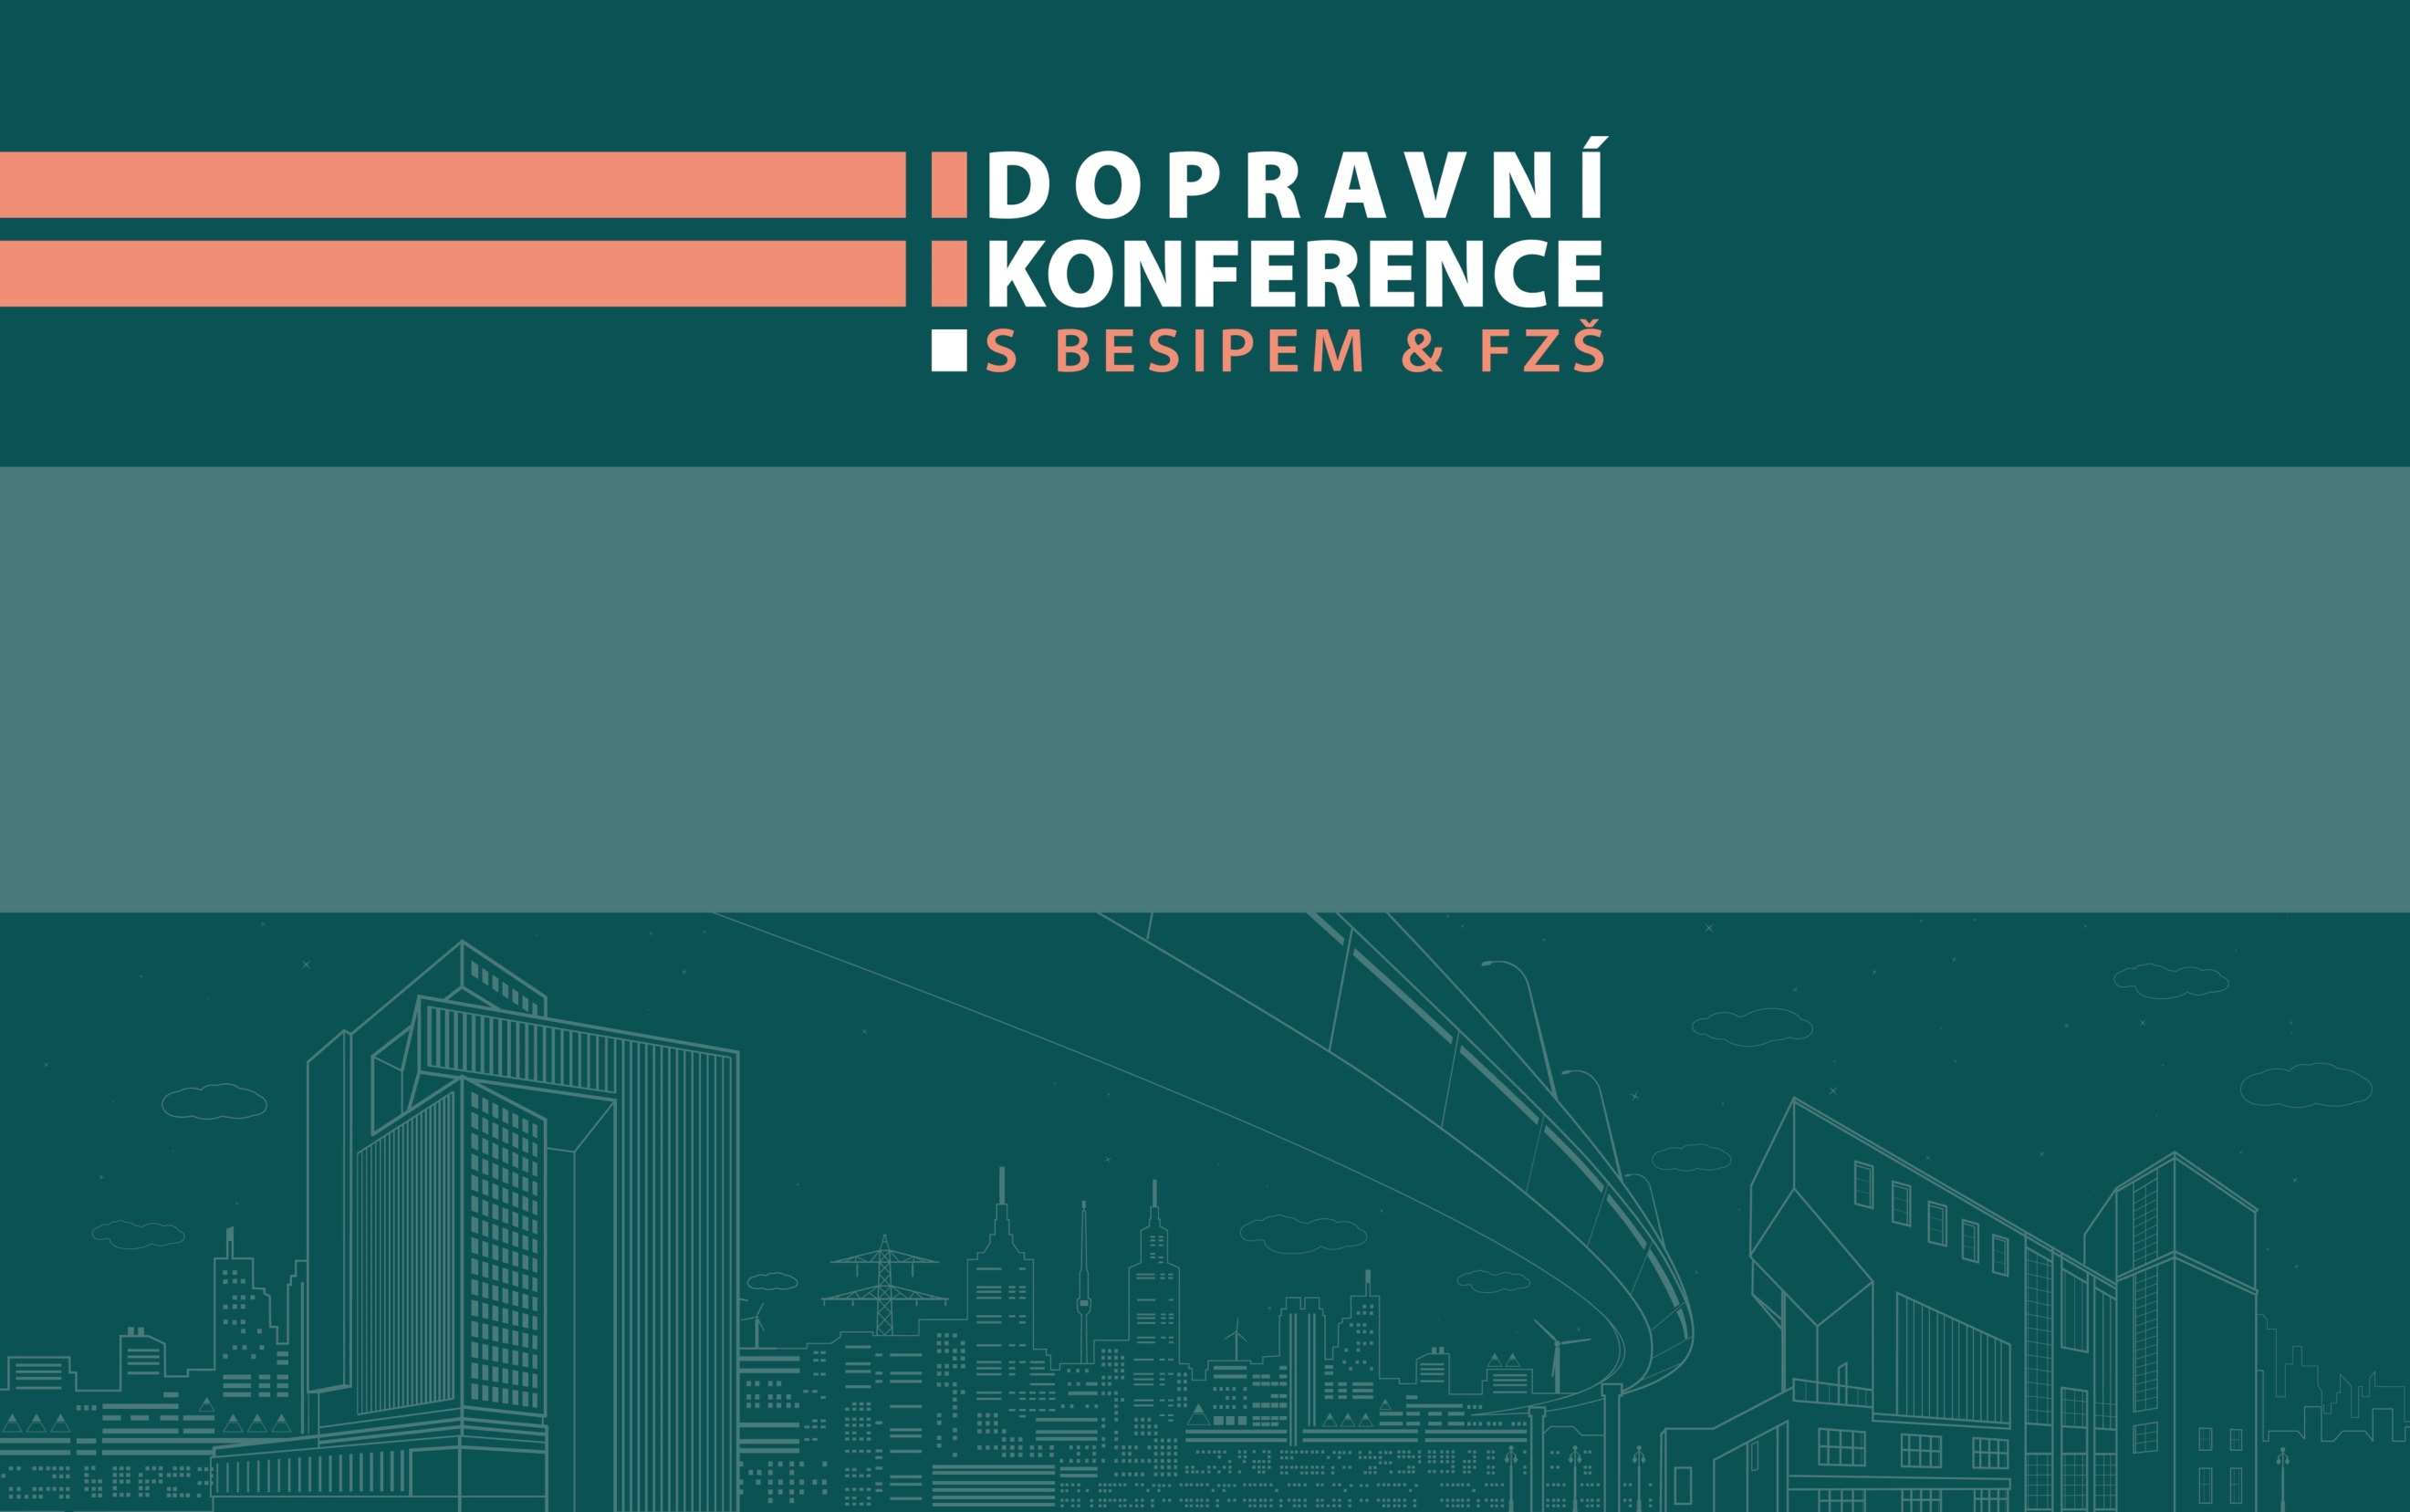 DOPRAVNÍ
KONFERENCE
S BESIPEM & FZŠ